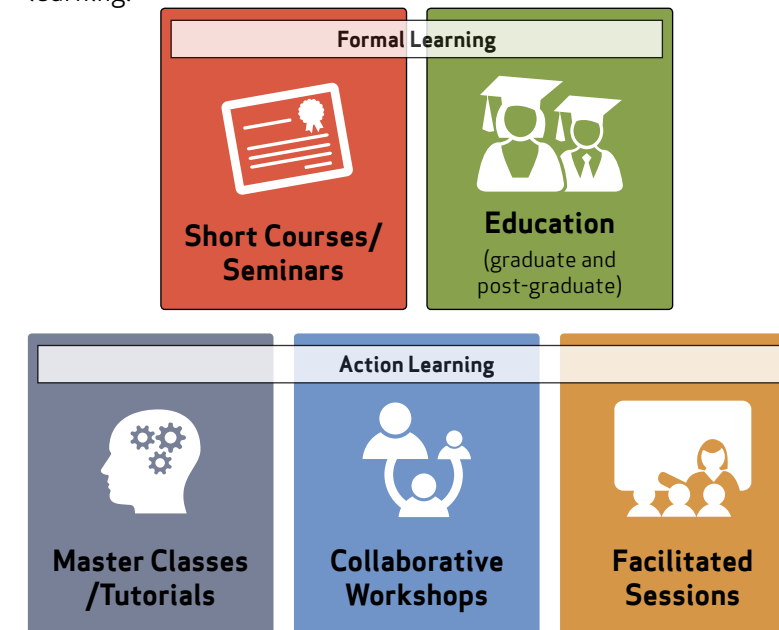 learning.
Formal Learning
Short Courses/
Seminars
Education
(graduate and
post-graduate)
Action Learning
Master Classes
/Tutorials
Collaborative
Workshops
Facilitated
Sessions